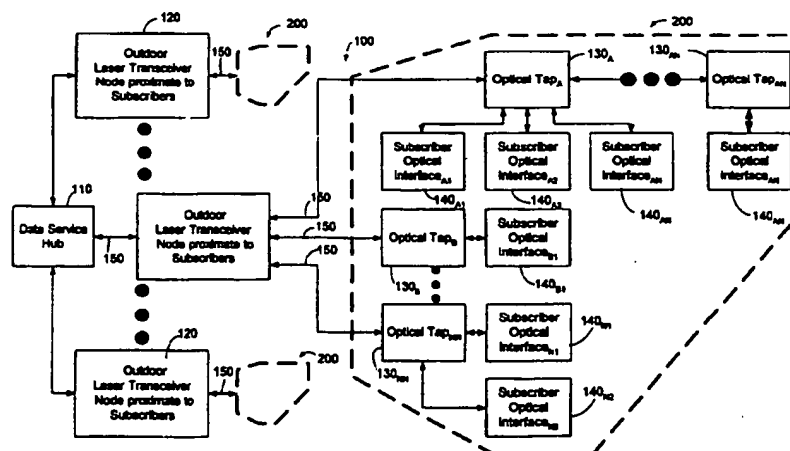 120
Outdoor
Laser Transceiver
Node proximate to
Subscribers
150
200
100
200
130A
Optical TapA
130AN
Optical TapAN
Subscriber
Optical
InterfaceA1
140A1
Subscriber
Optical
InterfaceA2
140A2
Subscriber
Optical
InterfaceAN
140AN
Subscriber
Optical
InterfaceAN
140AN
110
Data Service
Hub
150
Outdoor
Laser Transceiver
Node proximate to
Subscribers
150
150
150
Optical TapB
130B
Subscriber
Optical
InterfaceB1
140B1
Optical TapNN
130NN
Subscriber
Optical
InterfaceN1
140N1
Subscriber
Optical
140N2
120
Outdoor
Laser Transceiver
Node proximate to
Subscribers
150
200